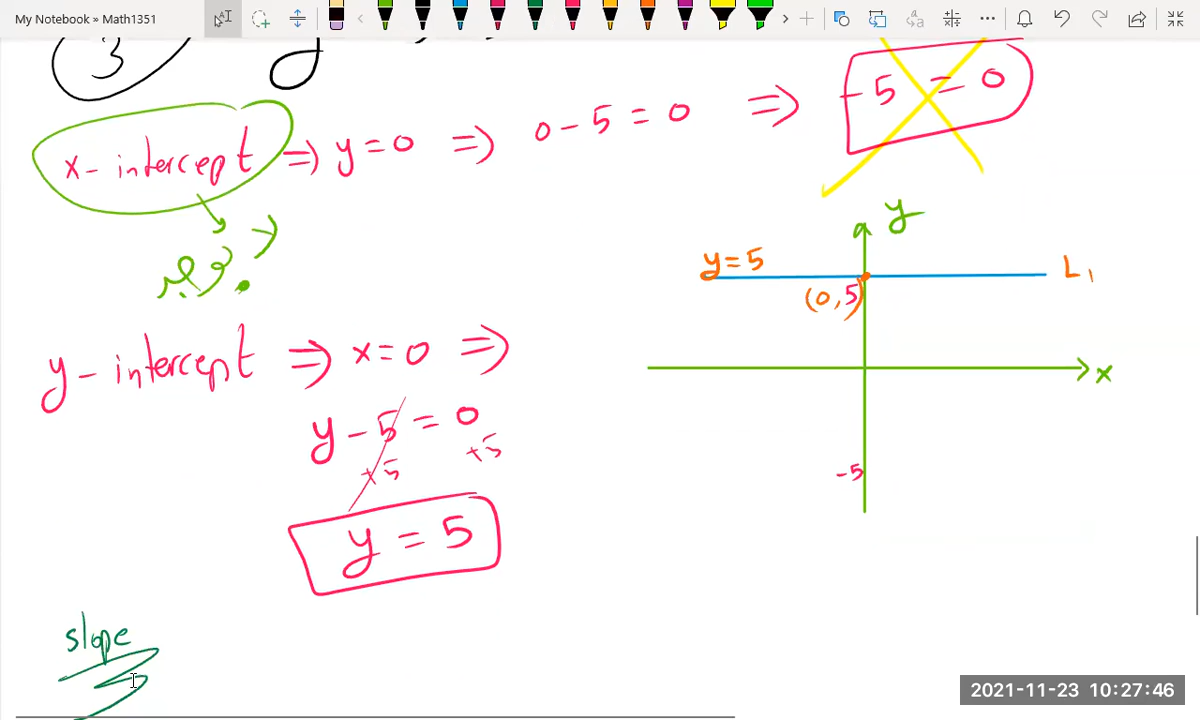 My Notebook » Math1351
3 y
x- intercept ⇒ y=0 ⇒ 0-5=0 ⇒ -5=0
y
y=5
L1
(0,5)
x
-5
y- intercept ⇒ x=0 ⇒
y-5=0
+5 +5
y=5
slope
2021-11-23 10:27:46